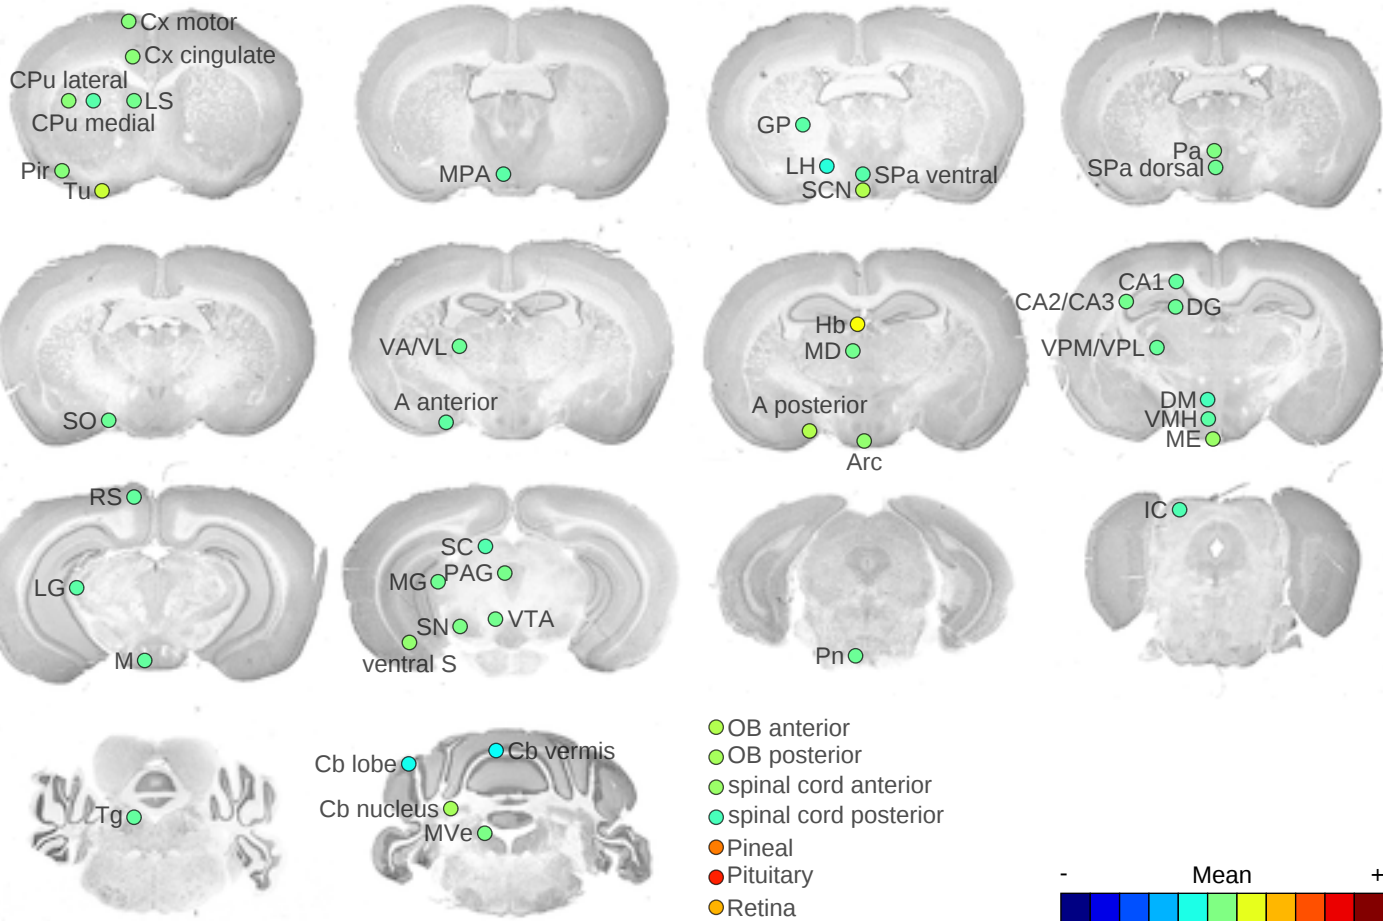 Cx motor
Cx cingulate
CPu lateral
LS
CPu medial
Pir
Tu
MPA
GP
LH
SPa ventral
SCN
Pa
SPa dorsal
SO
VA/VL
A anterior
Hb
MD
A posterior
Arc
CA1
CA2/CA3
DG
VPM/VPL
DM
VMH
ME
RS
LG
M
SC
MG
PAG
SN
VTA
ventral S
Pn
IC
Tg
Cb lobe
Cb vermis
Cb nucleus
MVe
OB anterior
OB posterior
spinal cord anterior
spinal cord posterior
Pineal
Pituitary
Retina
- Mean +